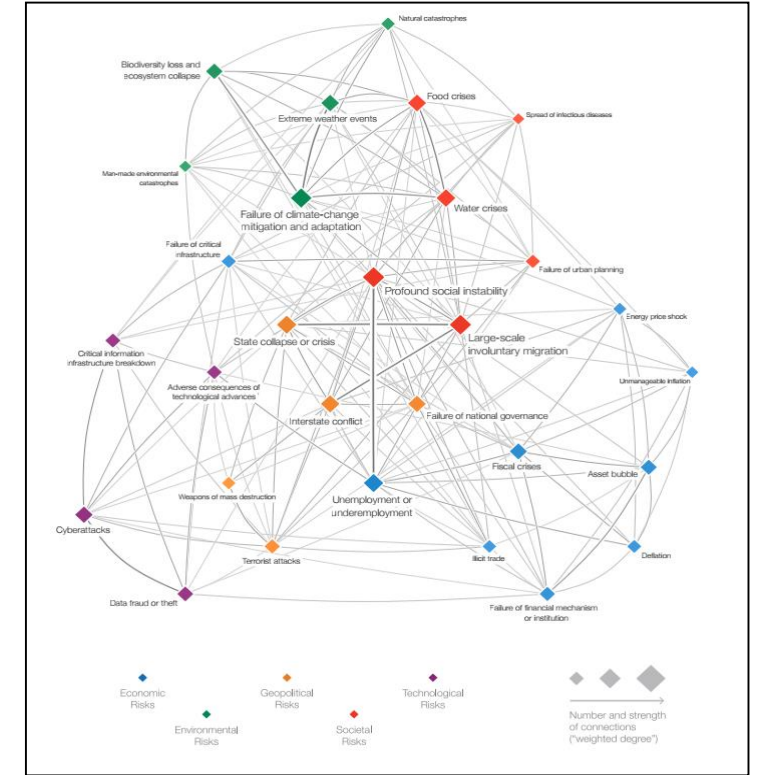 Natural catastrophes
Biodiversity loss and
ecosystem collapse
Extreme weather events
Food crises
Spread of infectious diseases
Man-made environmental
catastrophes
Failure of climate-change
mitigation and adaptation
Water crises
Failure of critical
infrastructure
Failure of urban planning
Profound social instability
Energy price shock
State collapse or crisis
Large-scale
involuntary migration
Critical information
infrastructure breakdown
Adverse consequences of
technological advances
Unmanageable inflation
Interstate conflict
Failure of national governance
Fiscal crises
Asset bubble
Weapons of mass destruction
Unemployment or
underemployment
Cyberattacks
Terrorist attacks
Illicit trade
Deflation
Data fraud or theft
Failure of financial mechanism
or institution
Economic
Risks
Geopolitical
Risks
Technological
Risks
Environmental
Risks
Societal
Risks
Number and strength
of connections
("weighted degree")